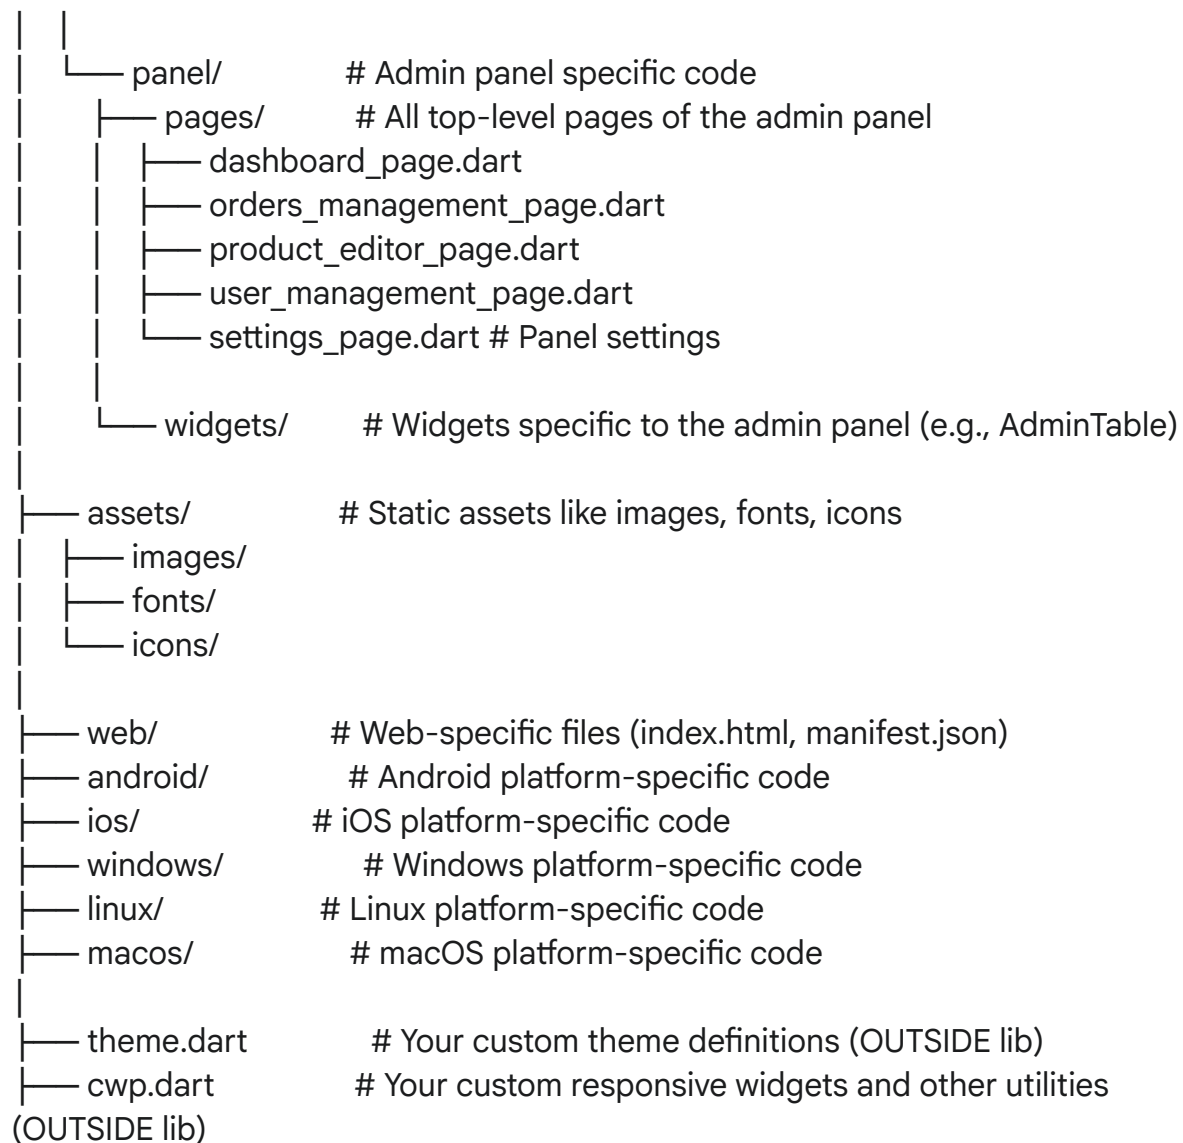 │ │
│ └── panel/ # Admin panel specific code
│ ├── pages/ # All top-level pages of the admin panel
│ │ ├── dashboard_page.dart
│ │ ├── orders_management_page.dart
│ │ ├── product_editor_page.dart
│ │ ├── user_management_page.dart
│ │ └── settings_page.dart # Panel settings
│ │
│ └── widgets/ # Widgets specific to the admin panel (e.g., AdminTable)
│
├── assets/ # Static assets like images, fonts, icons
│ ├── images/
│ ├── fonts/
│ └── icons/
│
├── web/ # Web-specific files (index.html, manifest.json)
├── android/ # Android platform-specific code
├── ios/ # iOS platform-specific code
├── windows/ # Windows platform-specific code
├── linux/ # Linux platform-specific code
├── macos/ # macOS platform-specific code
│
├── theme.dart # Your custom theme definitions (OUTSIDE lib)
├── cwp.dart # Your custom responsive widgets and other utilities
(OUTSIDE lib)